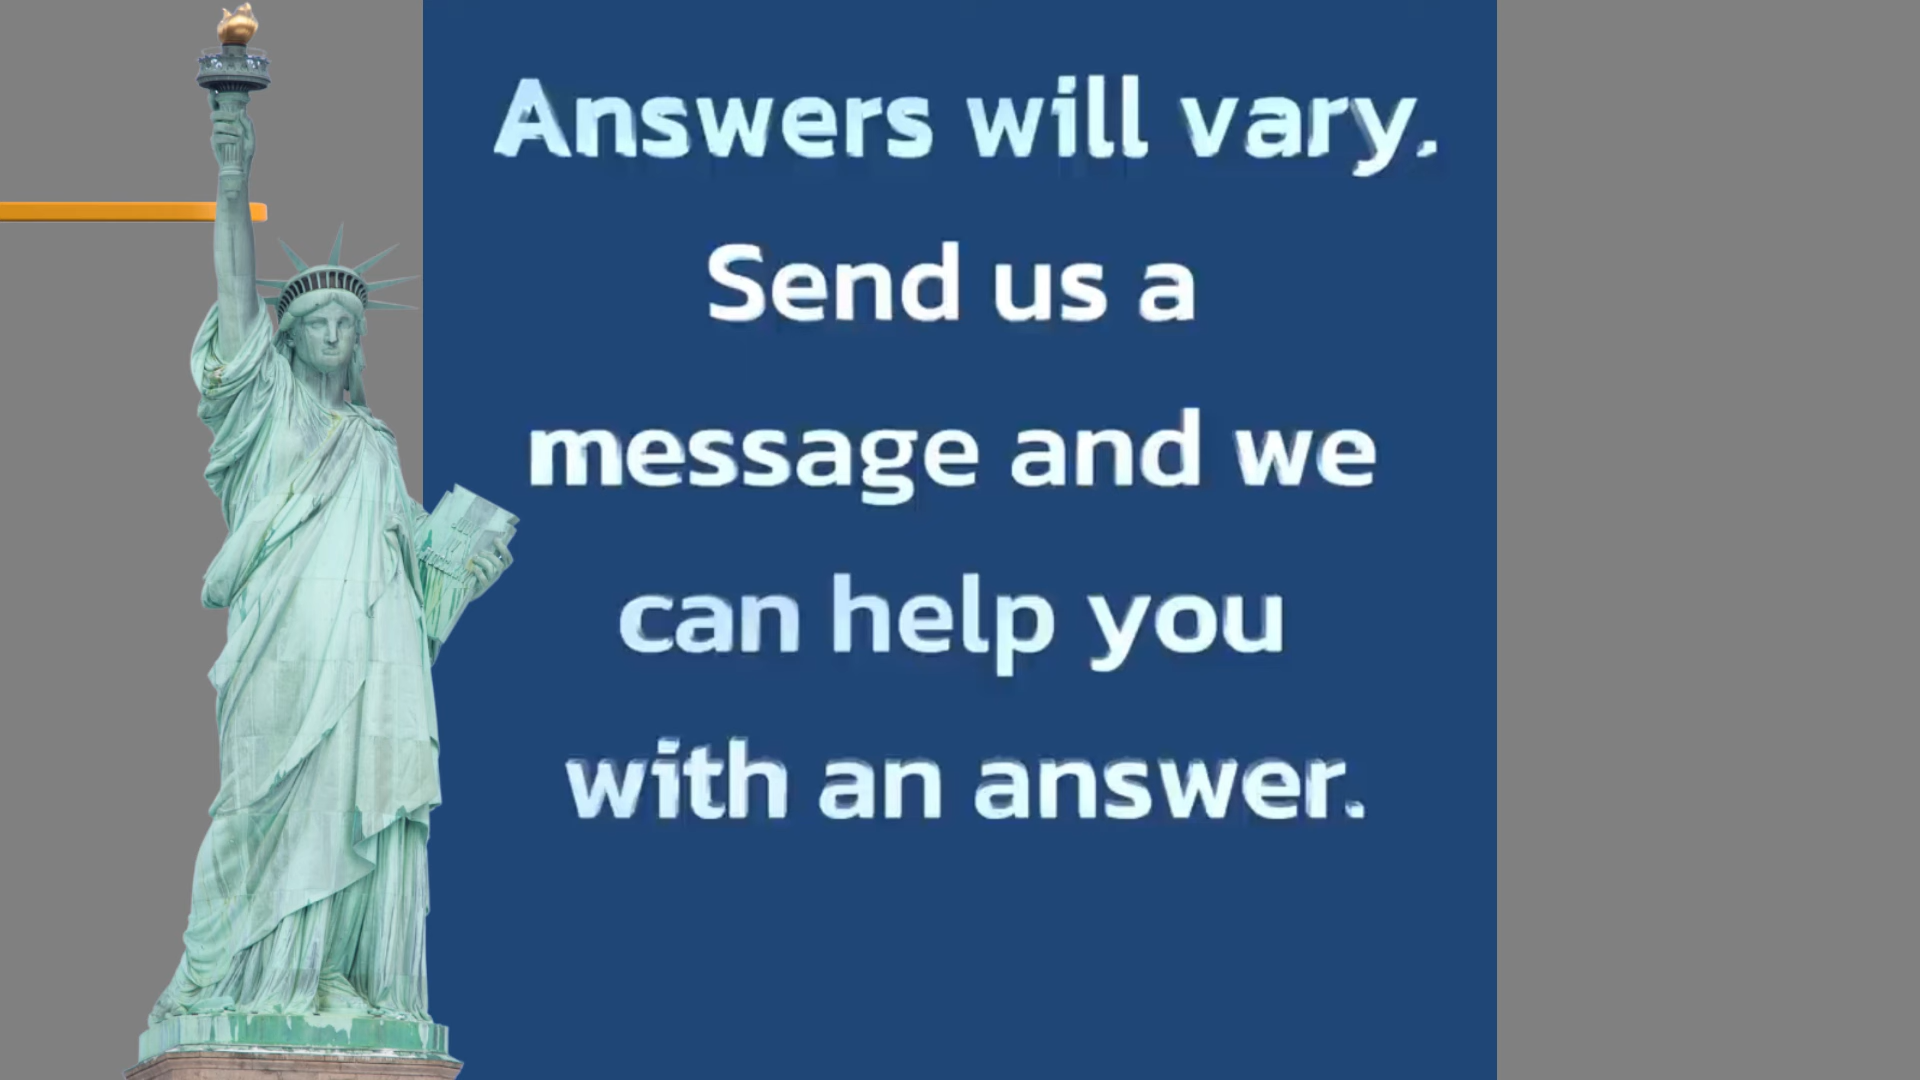 Answers will vary.
Send us a
message and we
can help you
with an answer.